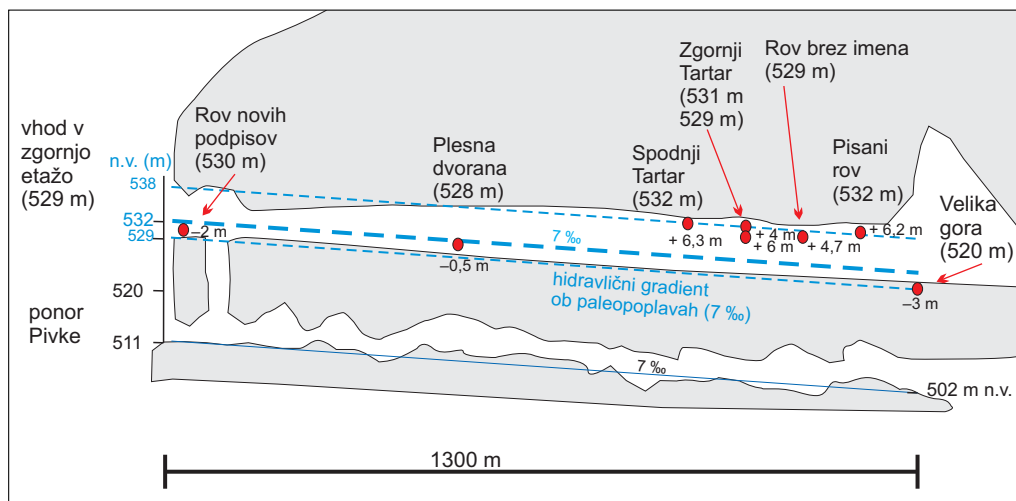 vhod v
zgornjo
etažo
(529 m)
n.v. (m)
538
532
529
520
511
ponor
Pivke
Rov novih
podpisov
(530 m)
–2 m
Plesna
dvorana
(528 m)
–0,5 m
7 ‰
hidravlični gradient
ob paleopoplavah (7 ‰)
Spodnji
Tartar
(532 m)
+ 6,3 m
Zgornji
Tartar
(531 m
529 m)
+ 4 m
+ 6 m
Rov brez imena
(529 m)
+ 4,7 m
Pisani
rov
(532 m)
+ 6,2 m
Velika
gora
(520 m)
–3 m
7 ‰
502 m n.v.
1300 m